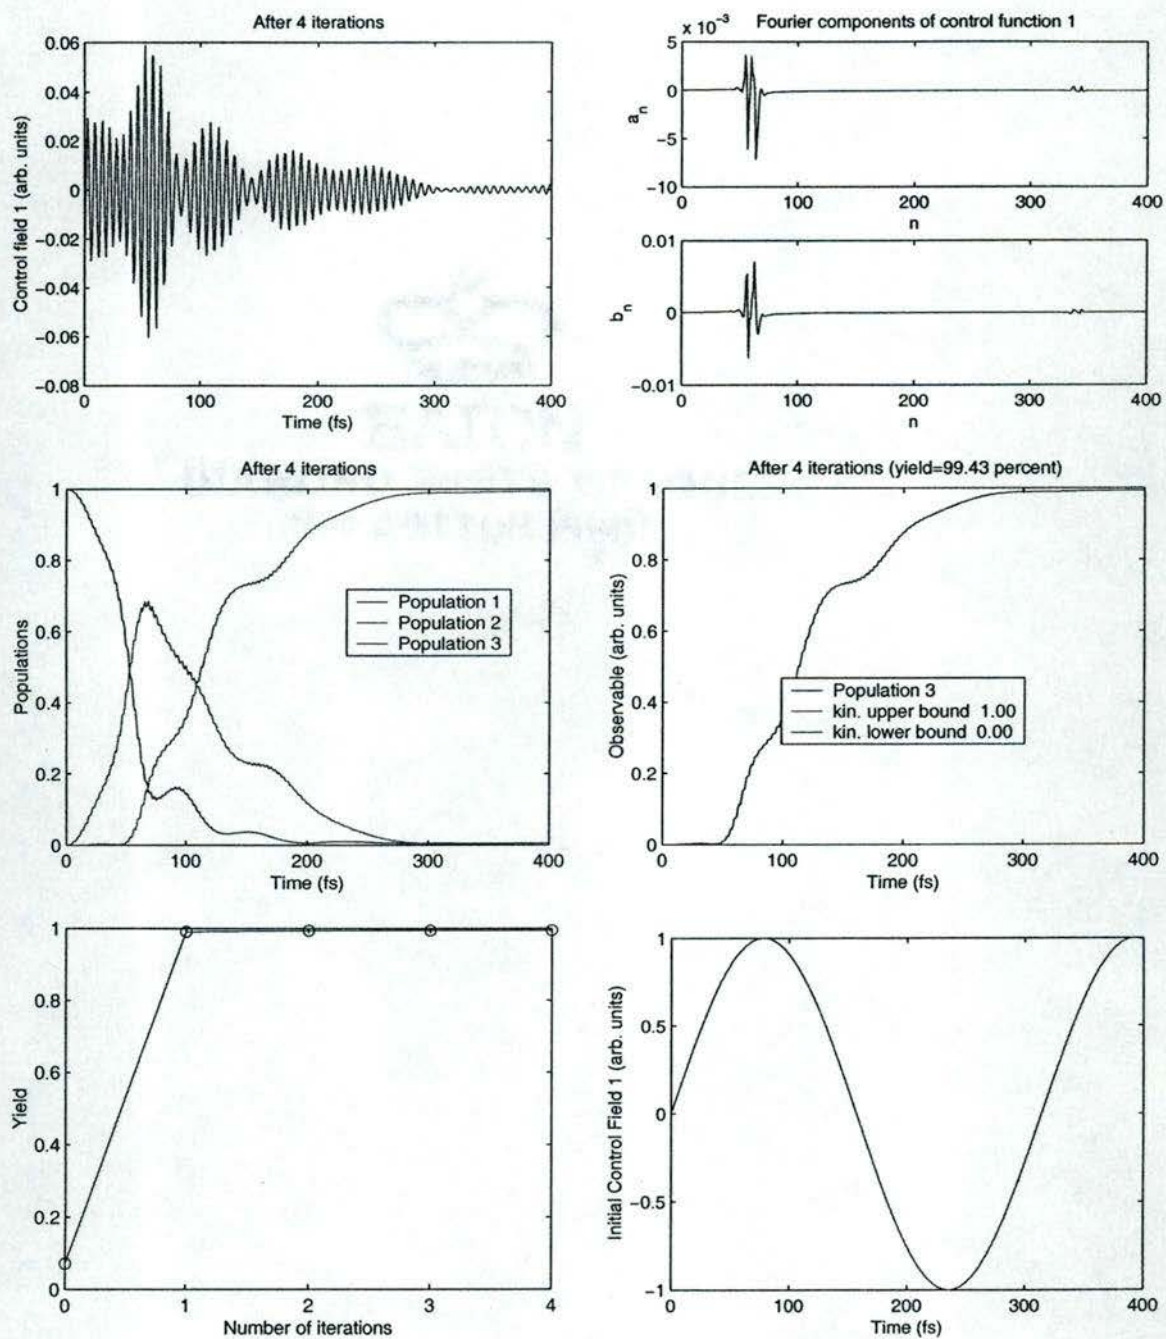 After 4 iterations
Control field 1 (arb. units)
0.06
0.04
0.02
0
−0.02
−0.04
−0.06
−0.08
0 100 200 300 400
Time (fs)
Fourier components of control function 1
x 10−3
a n
5
0
−5
−10
0 100 200 300 400
n
b n
0.01
0
−0.01
0 100 200 300 400
n
After 4 iterations
Populations
1
0.8
0.6
0.4
0.2
0
Population 1
Population 2
Population 3
0 100 200 300 400
Time (fs)
After 4 iterations (yield=99.43 percent)
Observable (arb. units)
1
0.8
0.6
0.4
0.2
0
Population 3
kin. upper bound 1.00
kin. lower bound 0.00
0 100 200 300 400
Time (fs)
Yield
1
0.8
0.6
0.4
0.2
0
0 1 2 3 4
Number of iterations
Initial Control Field 1 (arb. units)
1
0.5
0
−0.5
−1
0 100 200 300 400
Time (fs)